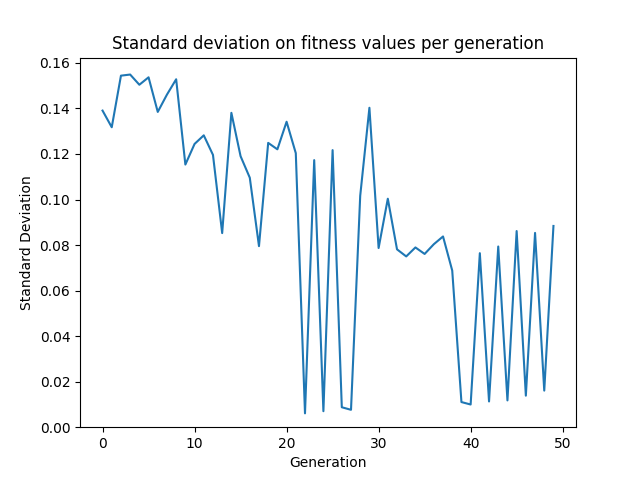 Standard deviation on fitness values per generation
0.16
0.14
0.12
0.10
0.08
0.06
0.04
0.02
0.00
Standard Deviation
0 10 20 30 40 50
Generation